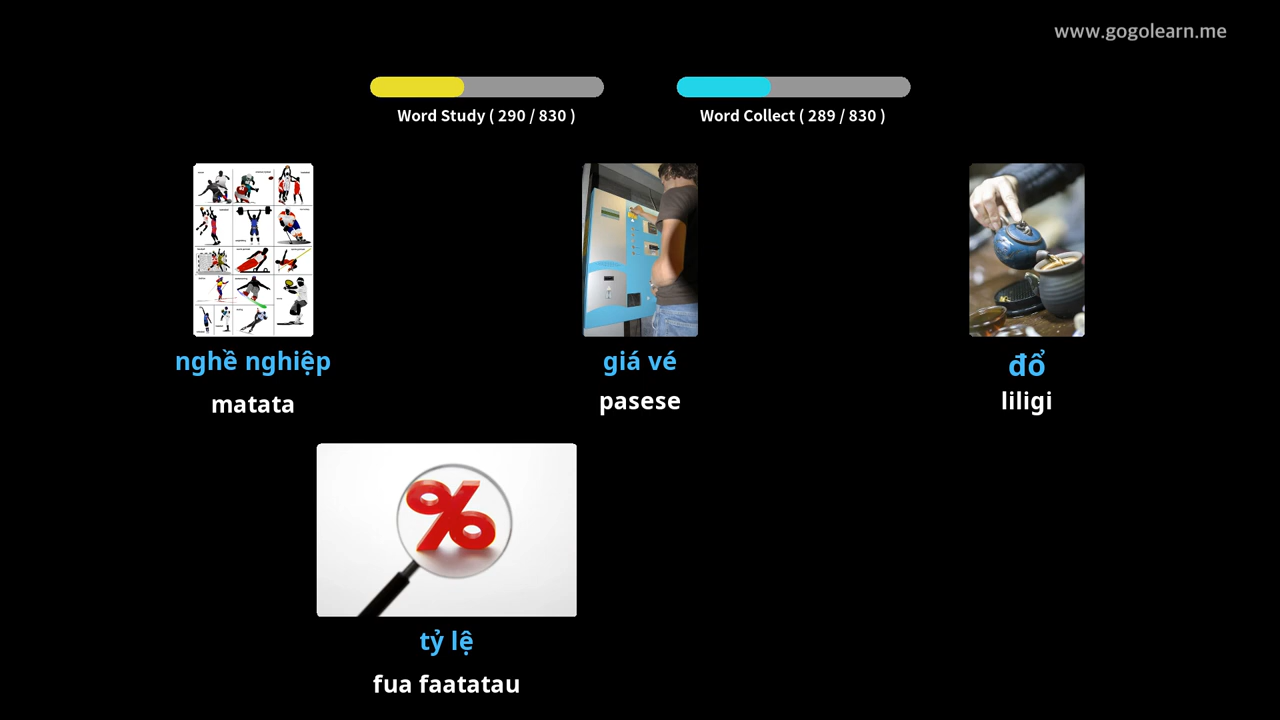 www.gogolearn.me
Word Study ( 290 / 830 )
Word Collect ( 289 / 830 )
nghề nghiệp
matata
giá vé
pasese
đổ
liligi
%
tỷ lệ
fua faatatau